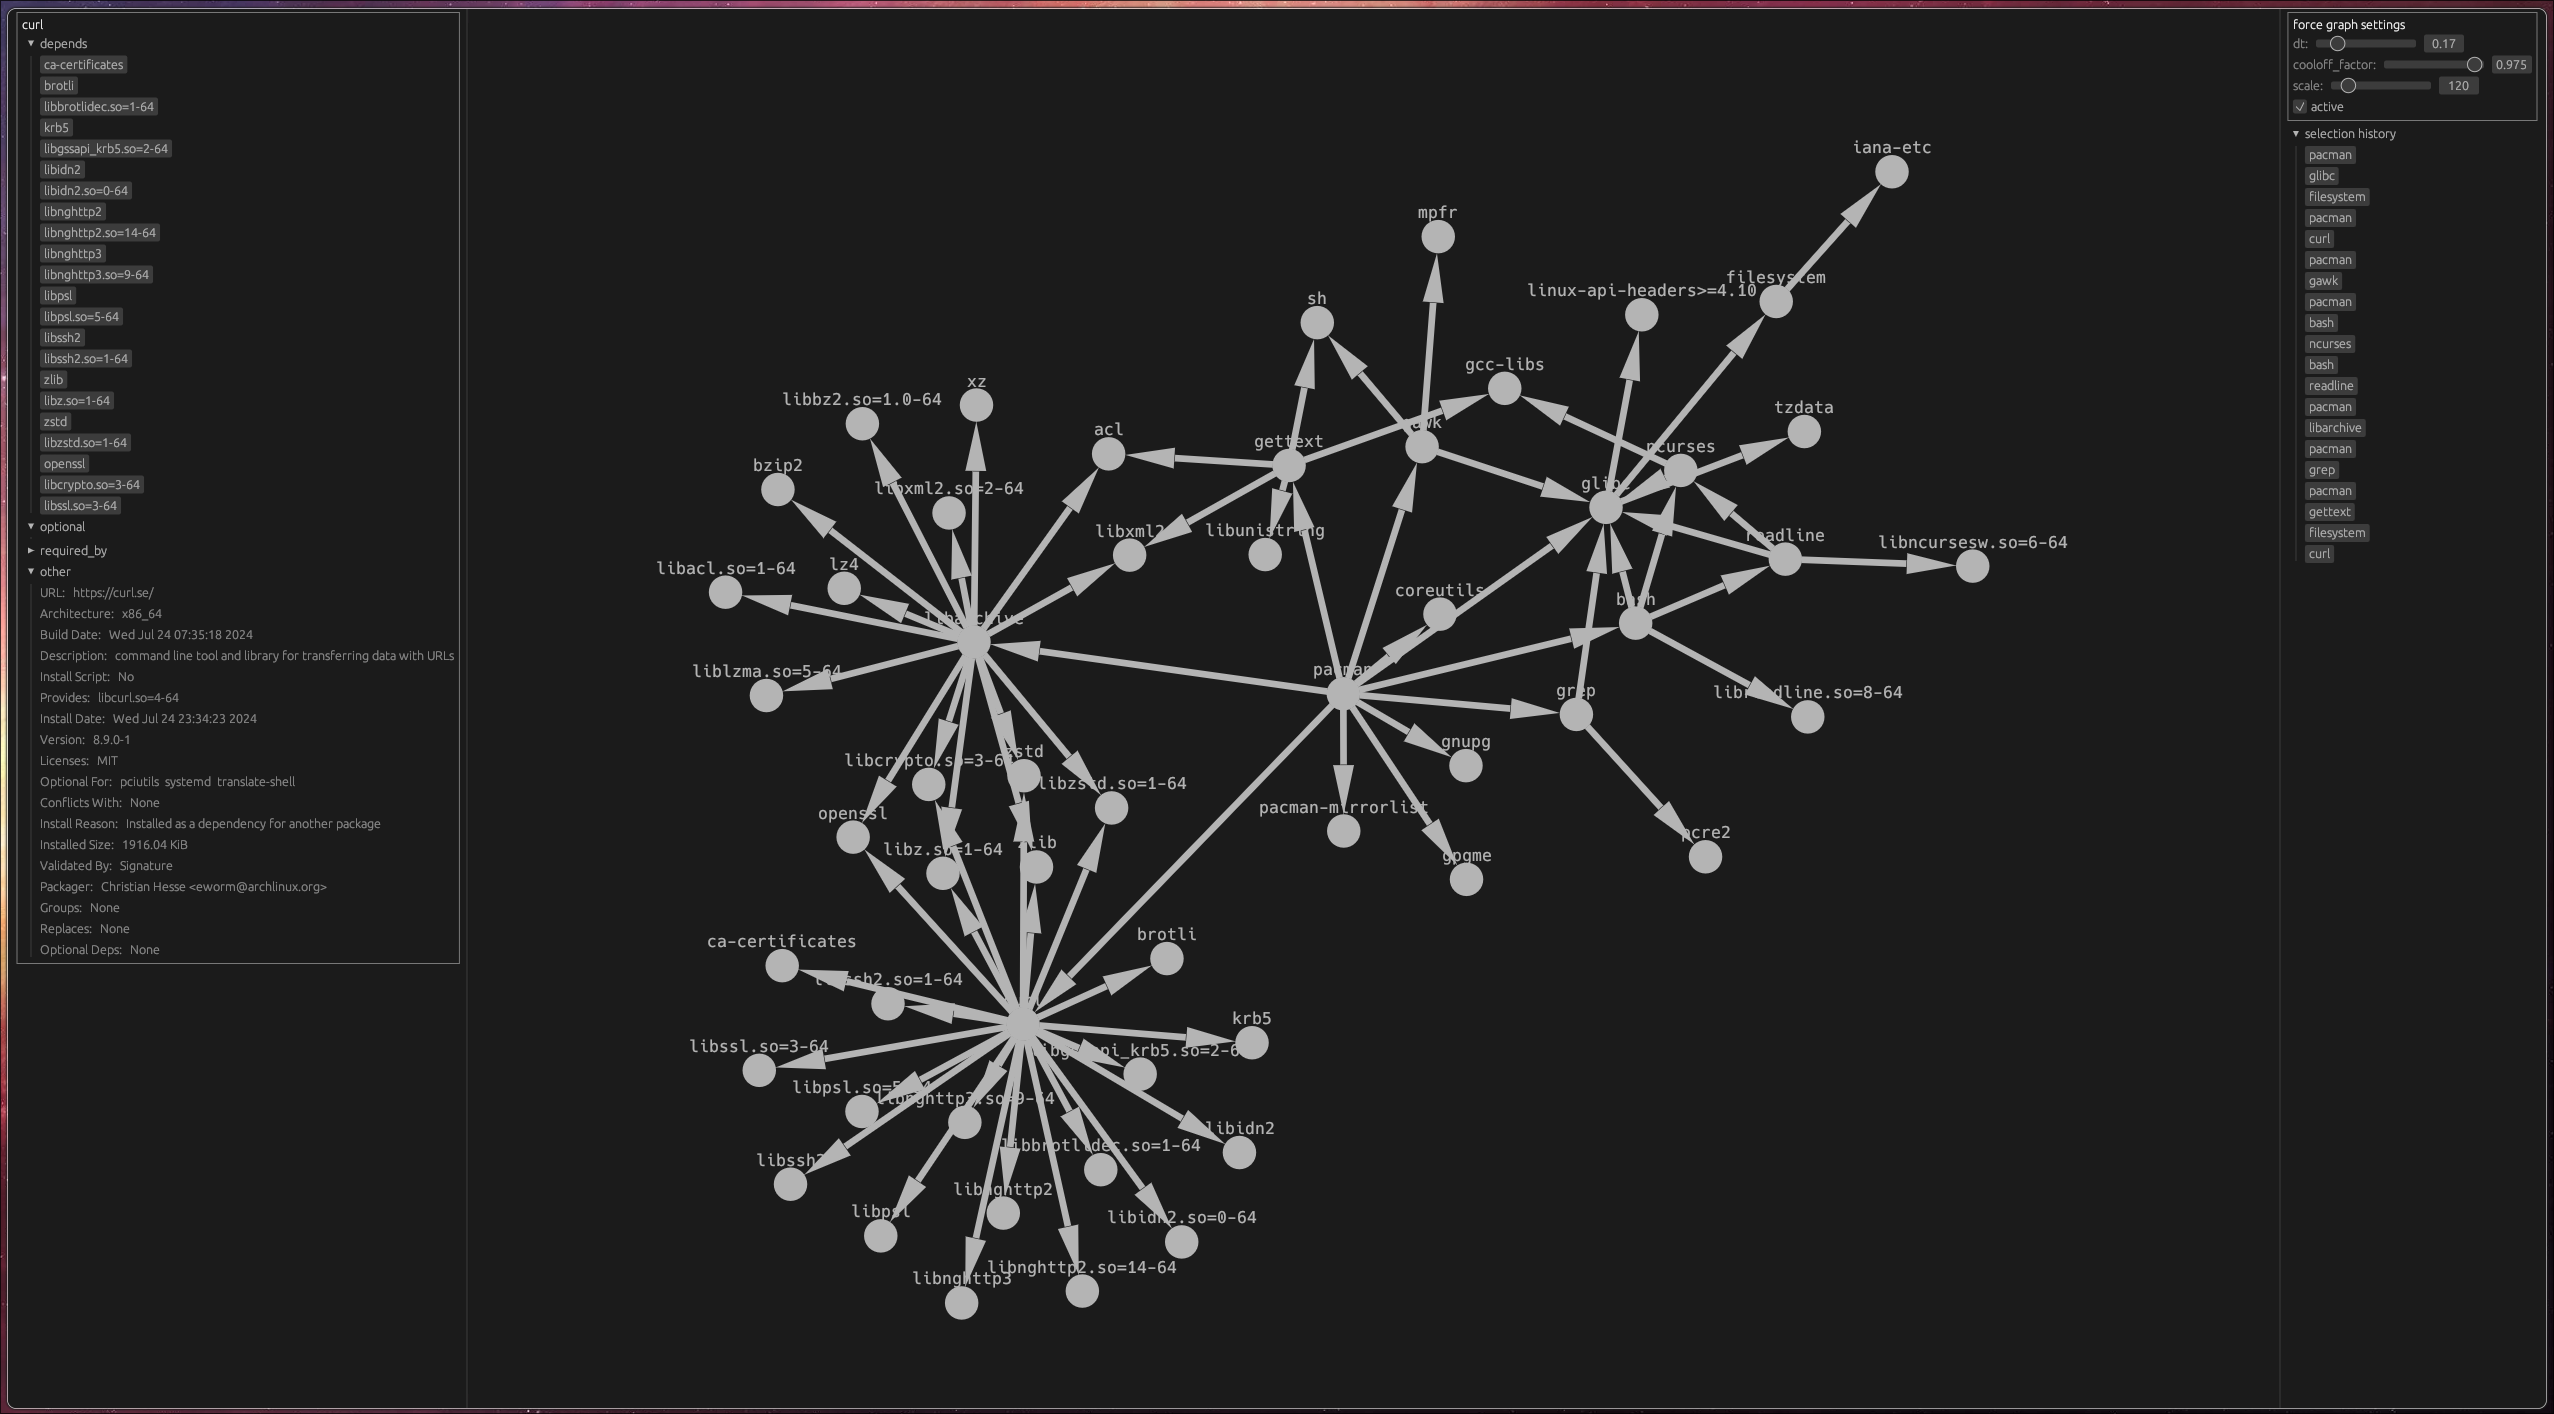 curl
depends
ca-certificates
brotli
libbrotlidec.so=1-64
krb5
libgssapi_krb5.so=2-64
libidn2
libidn2.so=0-64
libnghttp2
libnghttp2.so=14-64
libnghttp3
libnghttp3.so=9-64
libpsl
libpsl.so=5-64
libssh2
libssh2.so=1-64
zlib
libz.so=1-64
zstd
libzstd.so=1-64
openssl
libcrypto.so=3-64
libssl.so=3-64
optional
required_by
other
URL: https://curl.se/
Architecture: x86_64
Build Date: Wed Jul 24 07:35:18 2024
Description: command line tool and library for transferring data with URLs
Install Script: No
Provides: libcurl.so=4-64
Install Date: Wed Jul 24 23:34:23 2024
Version: 8.9.0-1
Licenses: MIT
Optional For: pciutils systemd translate-shell
Conflicts With: None
Install Reason: Installed as a dependency for another package
Installed Size: 1916.04 KiB
Validated By: Signature
Packager: Christian Hesse <eworm@archlinux.org>
Groups: None
Replaces: None
Optional Deps: None
iana-etc
mpfr
filesystem
linux-api-headers>=4.10
sh
gcc-libs
xz
libbz2.so=1.0-64
tzdata
acl
gawk
gettext
ncurses
bzip2
glibc
libxml2.so=2-64
libxml2
libunistring
readline
libncursesw.so=6-64
lz4
libacl.so=1-64
coreutils
bash
libarchive
pacman
liblzma.so=5-64
grep
libreadline.so=8-64
gnupg
zstd
libcrypto.so=3-64
libzstd.so=1-64
pacman-mirrorlist
openssl
pcre2
zlib
libz.so=1-64
gpgme
brotli
ca-certificates
libssh2.so=1-64
krb5
libssl.so=3-64
libgssapi_krb5.so=2-64
libpsl.so=5-64
libnghttp3.so=9-64
libidn2
libbrotlidec.so=1-64
libssh2
libnghttp2
libpsl
libidn2.so=0-64
libnghttp2.so=14-64
libnghttp3
force graph settings
dt: 0.17
cooloff_factor: 0.975
scale: 120
active
selection history
pacman
glibc
filesystem
pacman
curl
pacman
gawk
pacman
bash
ncurses
bash
readline
pacman
libarchive
pacman
grep
pacman
gettext
filesystem
curl